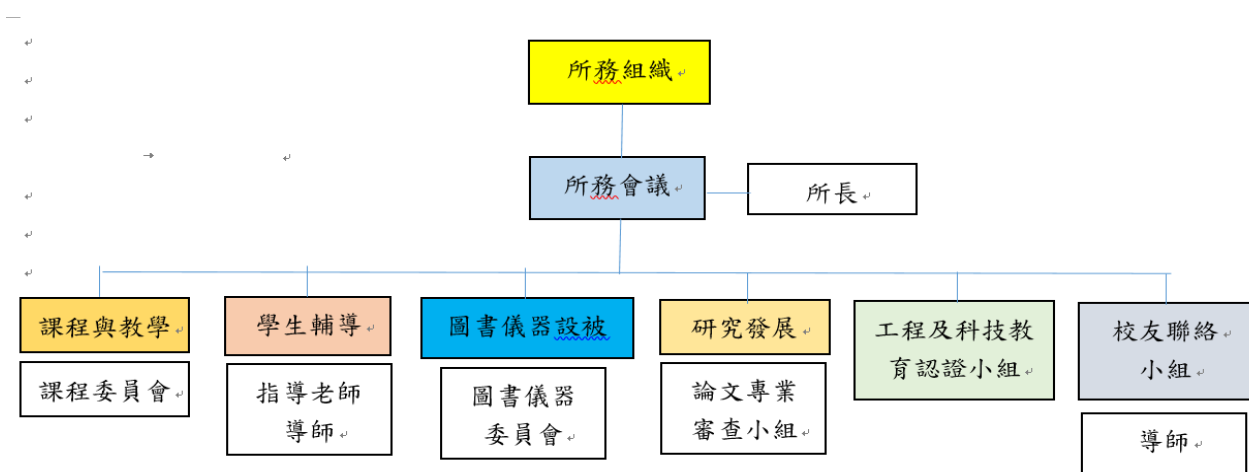 所務組織
所務會議
所長
課程與教學
課程委員會
學生輔導
指導老師
導師
圖書儀器設被
圖書儀器
委員會
研究發展
論文專業
審查小組
工程及科技教
育認證小組
校友聯絡
小組
導師